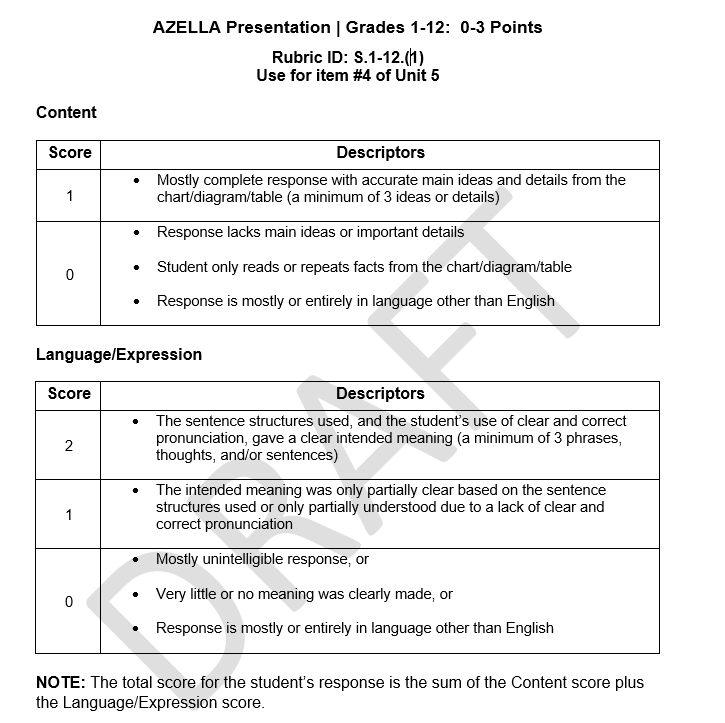 AZELLA Presentation | Grades 1-12:  0-3 Points
Rubric ID: S.1-12.(1)
Use for item #4 of Unit 5
Content
Score Descriptors
1
• Mostly complete response with accurate main ideas and details from the
chart/diagram/table (a minimum of 3 ideas or details)
0
• Response lacks main ideas or important details
• Student only reads or repeats facts from the chart/diagram/table
• Response is mostly or entirely in language other than English
Language/Expression
Score Descriptors
2
• The sentence structures used, and the student's use of clear and correct
pronunciation, gave a clear intended meaning (a minimum of 3 phrases,
thoughts, and/or sentences)
1
• The intended meaning was only partially clear based on the sentence
structures used or only partially understood due to a lack of clear and
correct pronunciation
0
• Mostly unintelligible response, or
• Very little or no meaning was clearly made, or
• Response is mostly or entirely in language other than English
NOTE: The total score for the student's response is the sum of the Content score plus
the Language/Expression score.
DRAFT